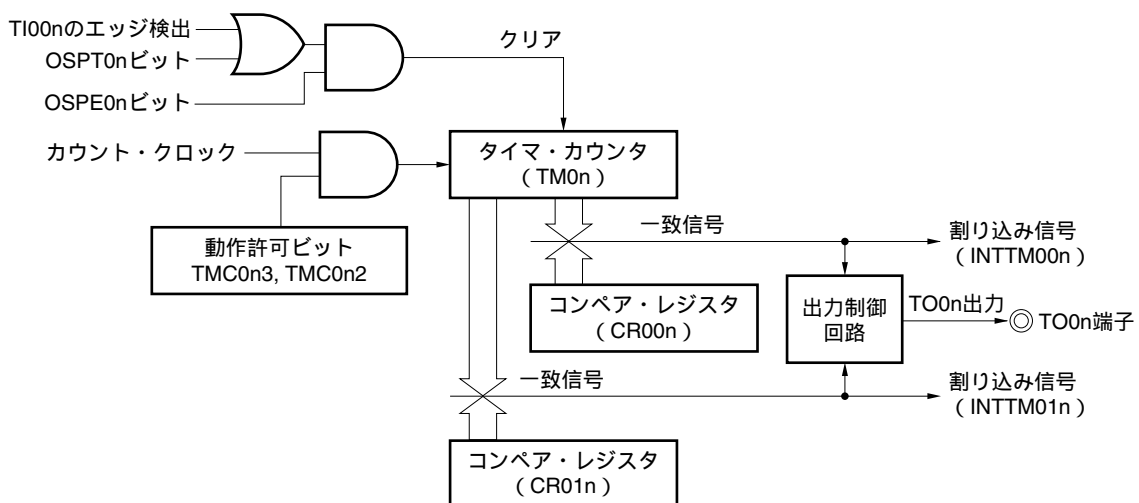 TI00nのエッジ検出
OSPT0nビット
OSPE0nビット
クリア
カウント・クロック
タイマ・カウンタ
（TM0n）
動作許可ビット
TMC0n3, TMC0n2
一致信号
割り込み信号
（INTTM00n）
コンペア・レジスタ
（CR00n）
出力制御
回路
TO0n出力
TO0n端子
一致信号
割り込み信号
（INTTM01n）
コンペア・レジスタ
（CR01n）